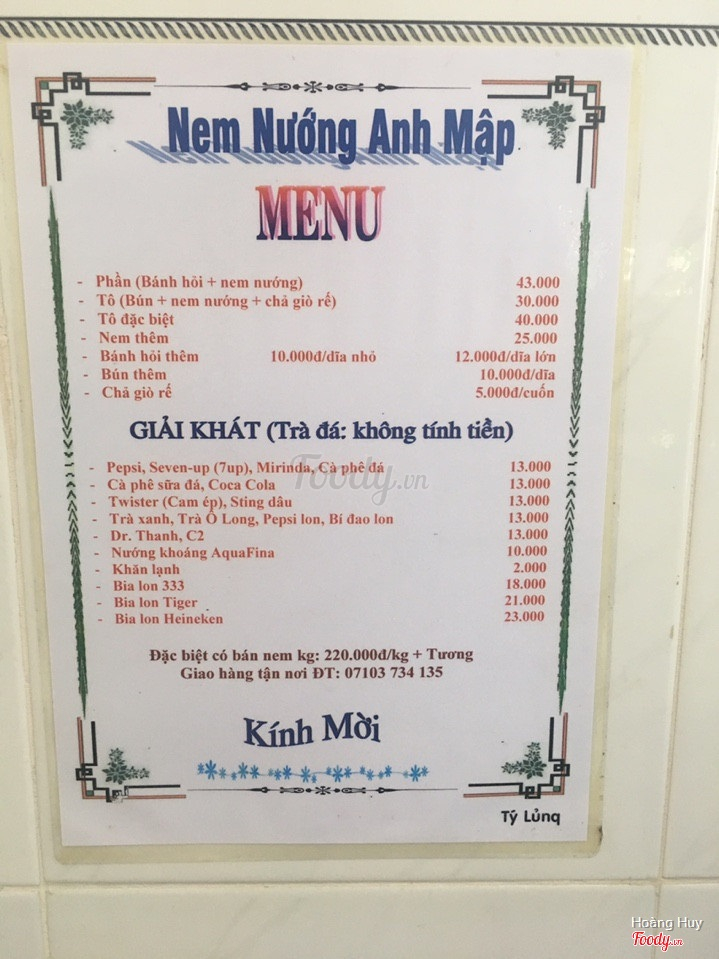 Nem Nướng Anh Mập
MENU
- Phần (Bánh hỏi + nem nướng) 43.000
- Tô (Bún + nem nướng + chả giò rế) 30.000
- Tô đặc biệt 40.000
- Nem thêm 25.000
- Bánh hỏi thêm 10.000đ/dĩa nhỏ 12.000đ/dĩa lớn
- Bún thêm 10.000đ/dĩa
- Chả giò rế 5.000đ/cuốn
GIẢI KHÁT (Trà đá: không tính tiền)
- Pepsi, Seven-up (7up), Mirinda, Cà phê đá 13.000
- Cà phê sữa đá, Coca Cola 13.000
- Twister (Cam ép), Sting dâu 13.000
- Trà xanh, Trà Ô Long, Pepsi lon, Bí đao lon 13.000
- Dr. Thanh, C2 13.000
- Nướng khoáng AquaFina 10.000
- Khăn lạnh 2.000
- Bia lon 333 18.000
- Bia lon Tiger 21.000
- Bia lon Heineken 23.000
Foody.vn
Đặc biệt có bán nem kg: 220.000đ/kg + Tương
Giao hàng tận nơi ĐT: 07103 734 135
Kính Mời
Tý Lủnq
Hoàng Huy
Foody.vn